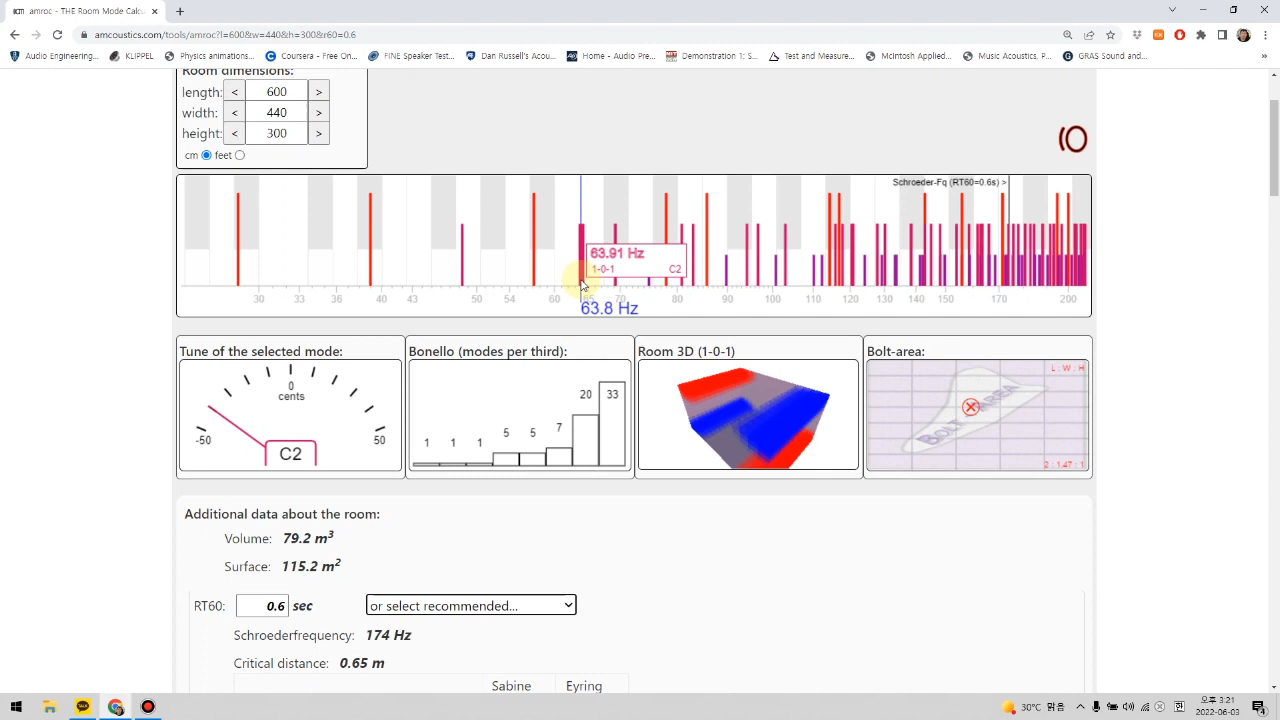 amroc - THE Room Mode Calcu
amcoustics.com/tools/amroc?l=600&w=440&h=300&r60=0.6
Audio Engineering... KLIPPEL Physics animations... Coursera - Free On... FINE Speaker Test... Dan Russell's Acou... Home - Audio Pre... Demonstration 1: S... Test and Measure... Mcintosh Applied... Music Acoustics, P... GRAS Sound and...
Room dimensions:
length: < 600 >
width: < 440 >
height: < 300 >
cm feet
Schroeder-Fq (RT60=0.6s) >
63.91 Hz
1-0-1 C2
30 33 36 40 43 50 54 60 65 70 80 90 100 110 120 130 140 150 170 200
63.8 Hz
Tune of the selected mode:
0
cents
-50 50
C2
Bonello (modes per third):
1 1 1 5 5 7 20 33
Room 3D (1-0-1)
Bolt-area:
L : W : H
BOLT AREA
2 : 1.47 : 1
Additional data about the room:
Volume: 79.2 m³
Surface: 115.2 m²
RT60: 0.6 sec or select recommended...
Schroederfrequency: 174 Hz
Critical distance: 0.65 m
Sabine Eyring
TALK
30°C 맑음
오후 3:21
2022-06-03